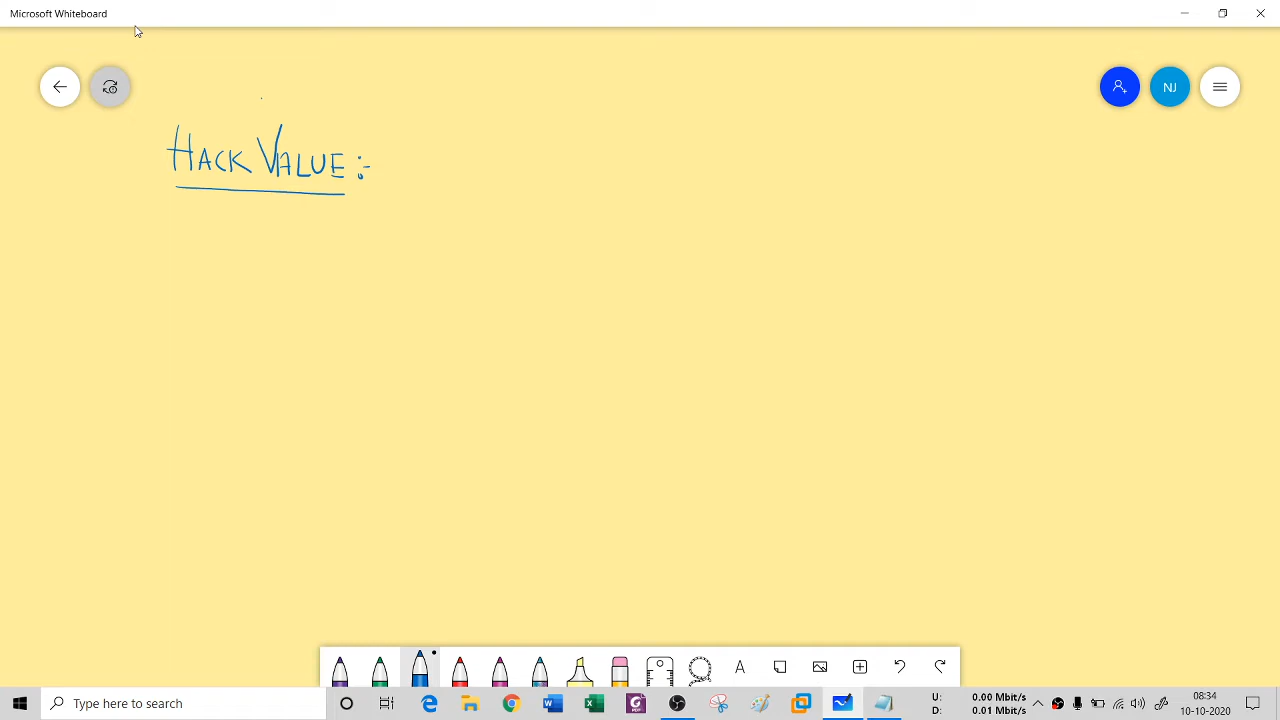 Microsoft Whiteboard
NJ
HACK VALUE :-
A
Type here to search
U: 0.00 Mbit/s
D: 0.01 Mbit/s
08:34
10-10-2020